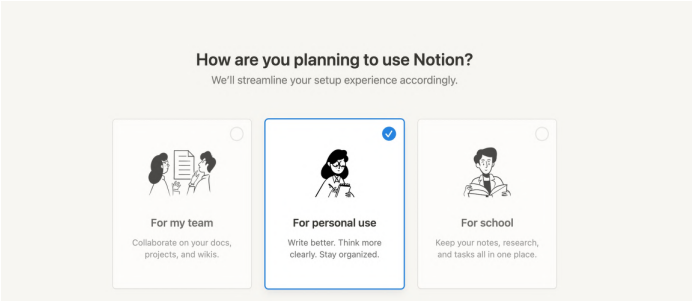 How are you planning to use Notion?
We'll streamline your setup experience accordingly.
For my team
Collaborate on your docs,
projects, and wikis.
For personal use
Write better. Think more
clearly. Stay organized.
For school
Keep your notes, research,
and tasks all in one place.